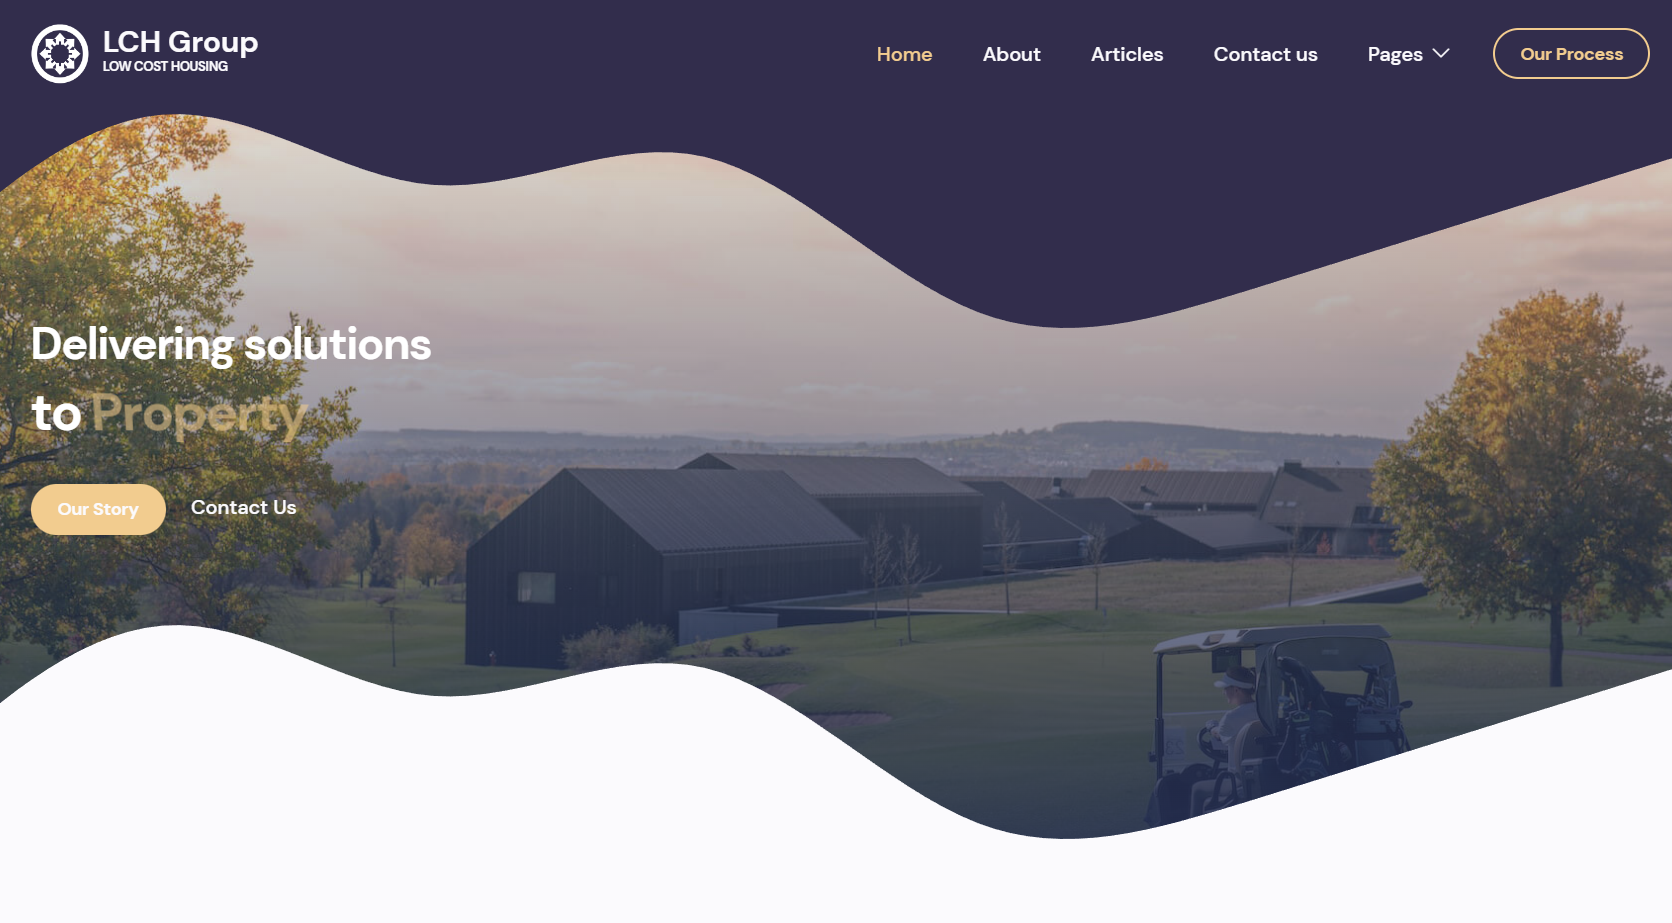 LCH Group
LOW COST HOUSING
Home
About
Articles
Contact us
Pages
Our Process
Delivering solutions
to Property
Our Story
Contact Us